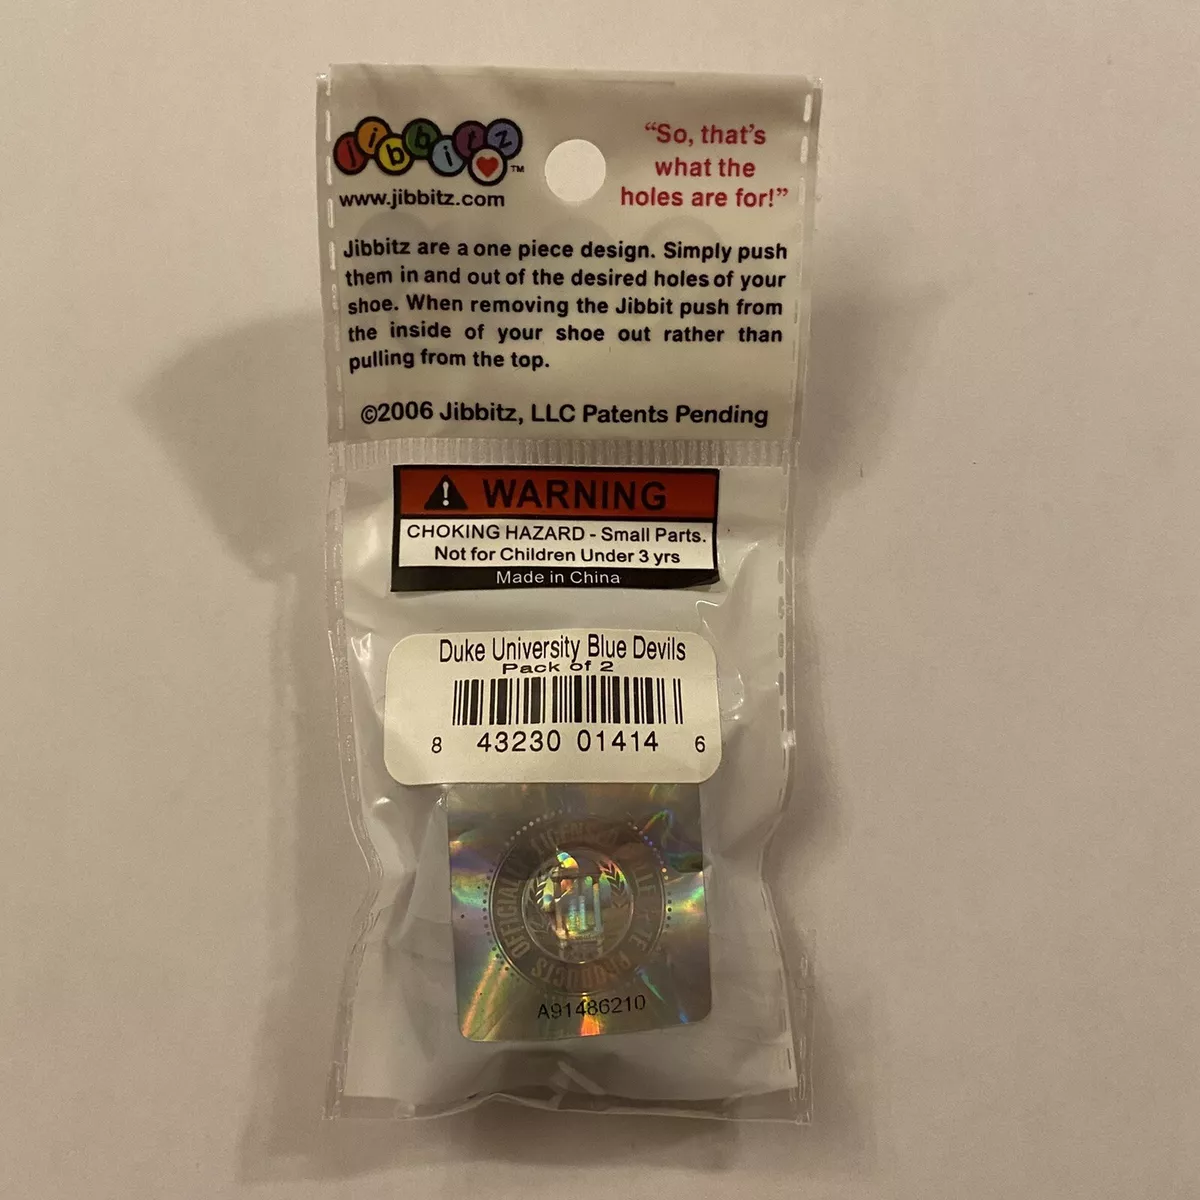 jibbitz™
www.jibbitz.com
“So, that’s
what the
holes are for!”
Jibbitz are a one piece design. Simply push
them in and out of the desired holes of your
shoe. When removing the Jibbit push from
the inside of your shoe out rather than
pulling from the top.
©2006 Jibbitz, LLC Patents Pending
WARNING
CHOKING HAZARD - Small Parts.
Not for Children Under 3 yrs
Made in China
Duke University Blue Devils
Pack of 2
8 43230 01414 6
OFFICIALLY LICENSED PRODUCTS
A91486210